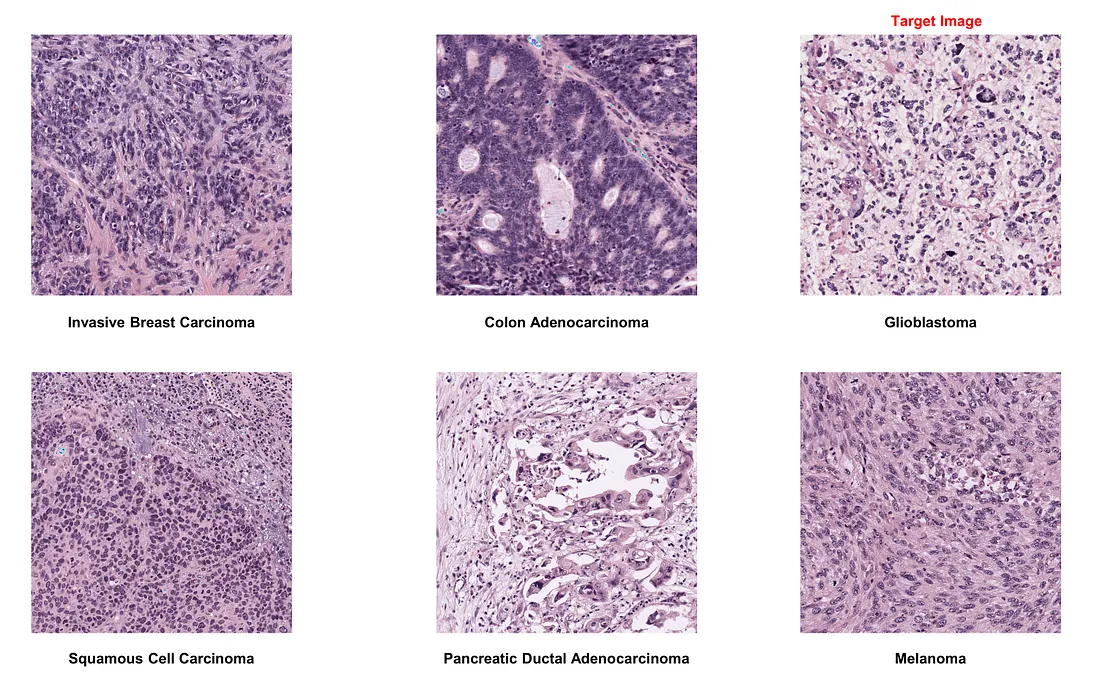 Target Image
Invasive Breast Carcinoma
Colon Adenocarcinoma
Glioblastoma
Squamous Cell Carcinoma
Pancreatic Ductal Adenocarcinoma
Melanoma